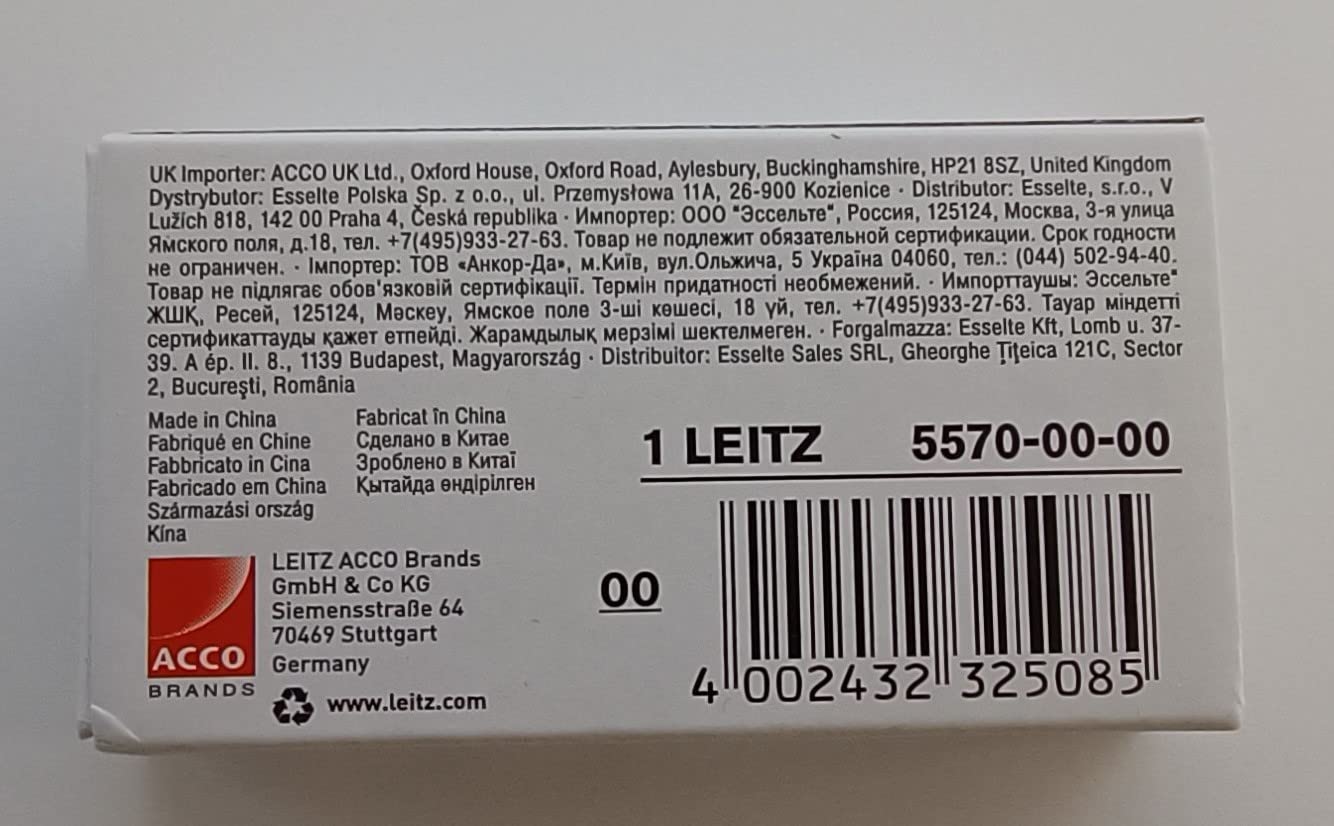 UK Importer: ACCO UK Ltd., Oxford House, Oxford Road, Aylesbury, Buckinghamshire, HP21 8SZ, United Kingdom
Dystrybutor: Esselte Polska Sp. z o.o., ul. Przemysłowa 11A, 26-900 Kozienice · Distributor: Esselte, s.r.o., V
Lužích 818, 142 00 Praha 4, Česká republika · Импортер: ООО "Эссельте", Россия, 125124, Москва, 3-я улица
Ямского поля, д.18, тел. +7(495)933-27-63. Товар не подлежит обязательной сертификации. Срок годности
не ограничен. · Імпортер: ТОВ «Анкор-Да», м.Київ, вул.Ольжича, 5 Україна 04060, тел.: (044) 502-94-40.
Товар не підлягає обов'язковій сертифікації. Термін придатності необмежений. · Импорттаушы: Эссельте"
ЖШҚ, Ресей, 125124, Мәскеу, Ямское поле 3-ші көшесі, 18 үй, тел. +7(495)933-27-63. Тауар міндетті
сертификаттауды қажет етпейді. Жарамдылық мерзімі шектелмеген. · Forgalmazza: Esselte Kft, Lomb u. 37-
39. A ép. II. 8., 1139 Budapest, Magyarország · Distribuitor: Esselte Sales SRL, Gheorghe Țițeica 121C, Sector
2, Bucureşti, România
Made in China
Fabriqué en Chine
Fabbricato in Cina
Fabricado em China
Származási ország
Kína
Fabricat în China
Сделано в Китае
Зроблено в Китаї
Қытайда өндірілген
1 LEITZ 5570-00-00
ACCO
BRANDS
LEITZ ACCO Brands
GmbH & Co KG
Siemensstraße 64
70469 Stuttgart
Germany
www.leitz.com
00
4 002432 325085